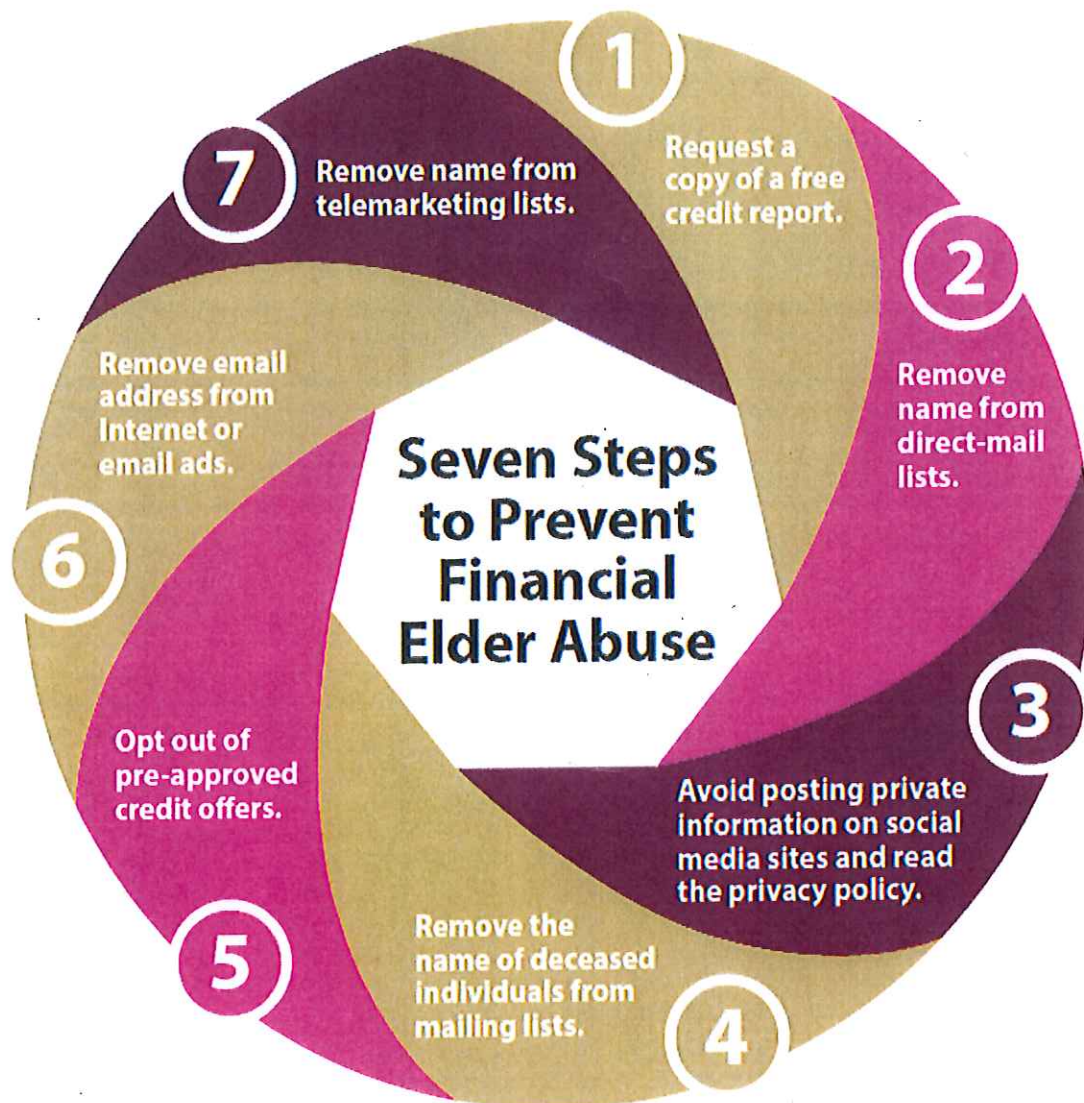 Seven Steps
to Prevent
Financial
Elder Abuse
1
Request a
copy of a free
credit report.
2
Remove
name from
direct-mail
lists.
3
Avoid posting private
information on social
media sites and read
the privacy policy.
4
Remove the
name of deceased
individuals from
mailing lists.
5
Opt out of
pre-approved
credit offers.
6
Remove email
address from
Internet or
email ads.
7
Remove name from
telemarketing lists.